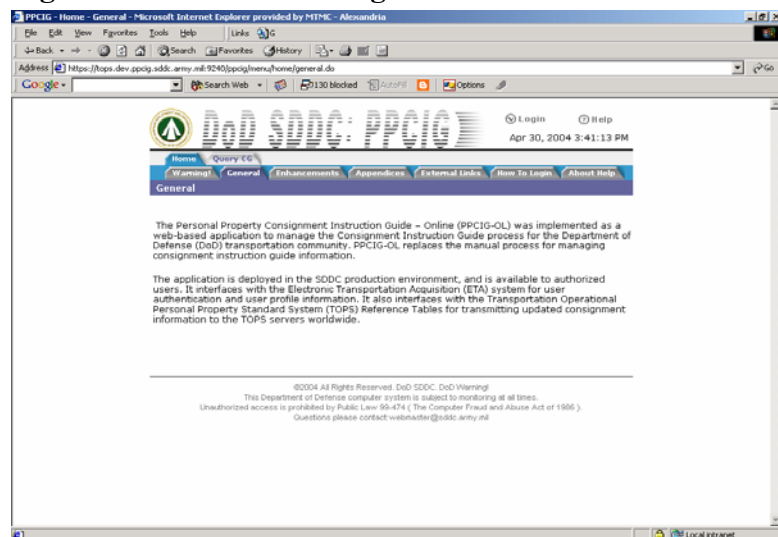 PPCIG - Home - General - Microsoft Internet Explorer provided by MTMC - Alexandria
File Edit View Favorites Tools Help Links G
Back Search Favorites History
Address https://tops.dev.ppcig.sddc.army.mil:9240/ppcig/menu/home/general.do Go
Google Search Web 130 blocked AutoFill Options
DoD SDDC: PPCIG
Login Help
Apr 30, 2004 3:41:13 PM
Home Query CG
Warning! General Enhancements Appendices External Links How To Login About Help
General
The Personal Property Consignment Instruction Guide – Online (PPCIG-OL) was implemented as a
web-based application to manage the Consignment Instruction Guide process for the Department of
Defense (DoD) transportation community. PPCIG-OL replaces the manual process for managing
consignment instruction guide information.
The application is deployed in the SDDC production environment, and is available to authorized
users. It interfaces with the Electronic Transportation Acquisition (ETA) system for user
authentication and user profile information. It also interfaces with the Transportation Operational
Personal Property Standard System (TOPS) Reference Tables for transmitting updated consignment
information to the TOPS servers worldwide.
©2004 All Rights Reserved. DoD SDDC. DoD Warning!
This Department of Defense computer system is subject to monitoring at all times.
Unauthorized access is prohibited by Public Law 99-474 ( The Computer Fraud and Abuse Act of 1986 ).
Questions please contact webmaster@sddc.army.mil
Local intranet